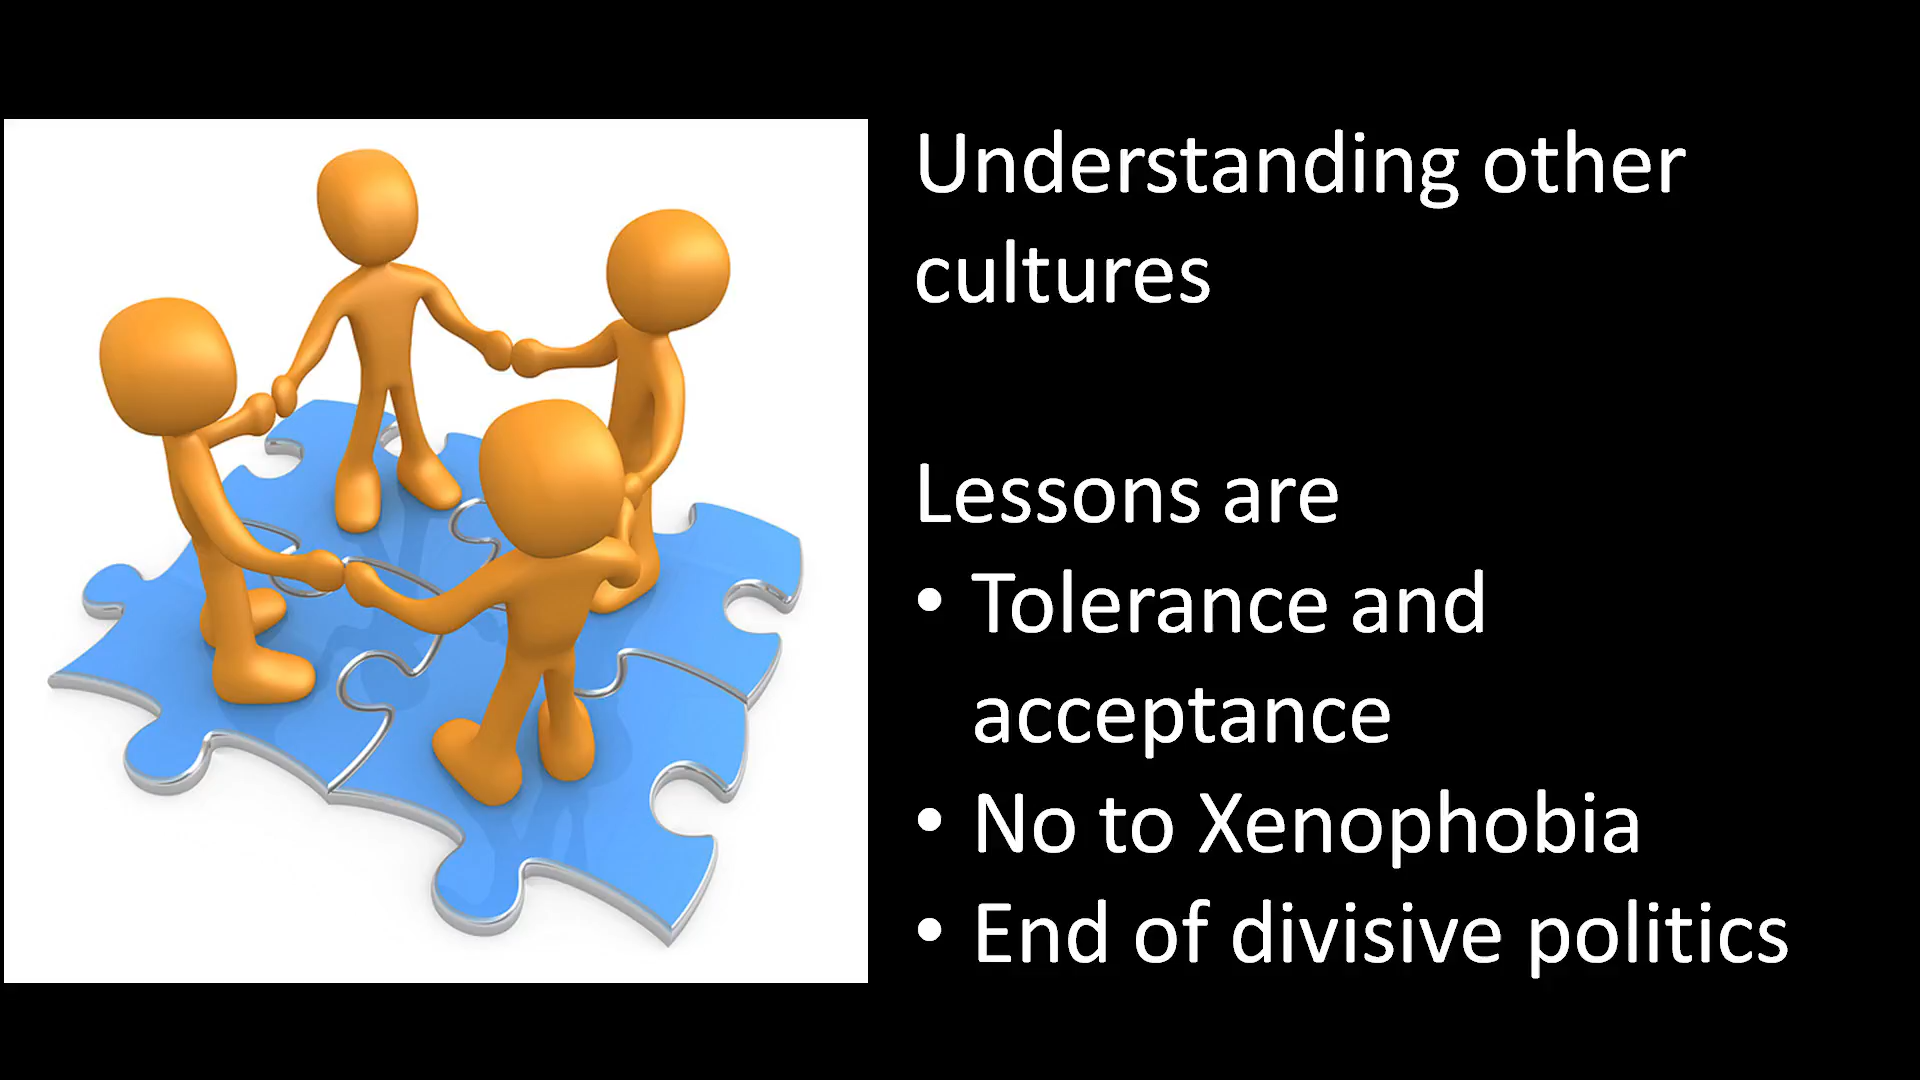 Understanding other
cultures
Lessons are
• Tolerance and
acceptance
• No to Xenophobia
• End of divisive politics